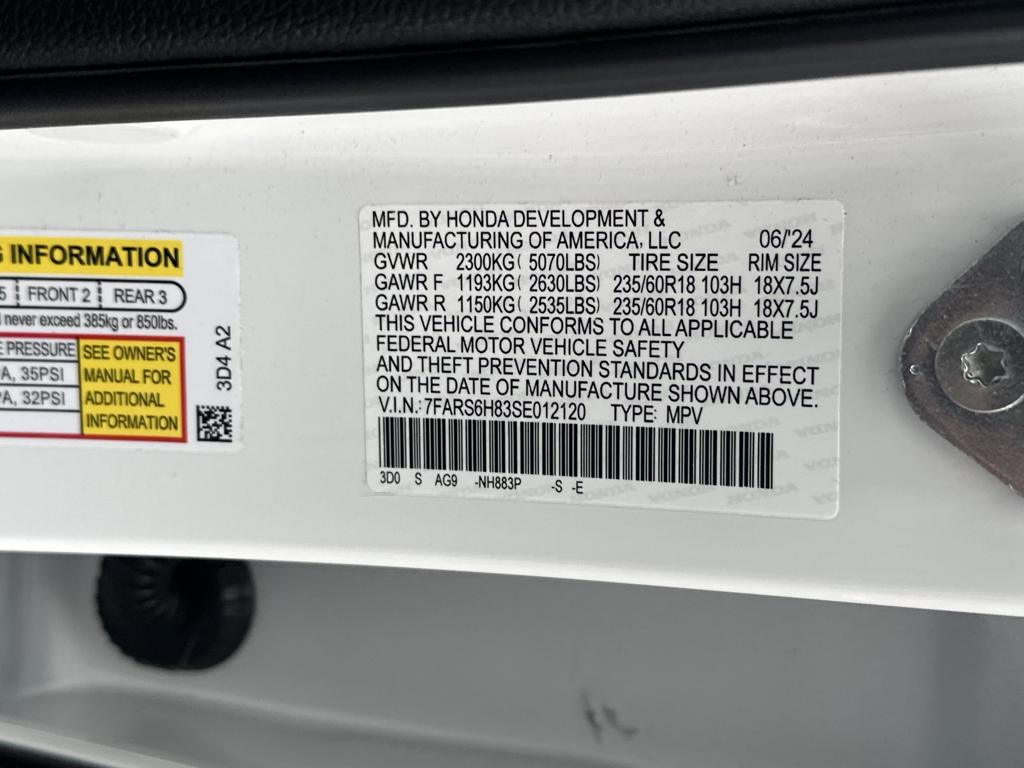 G INFORMATION
5 FRONT 2 REAR 3
never exceed 385kg or 850lbs.
E PRESSURE
A, 35PSI
PA, 32PSI
SEE OWNER'S
MANUAL FOR
ADDITIONAL
INFORMATION
3D4 A2
MFD. BY HONDA DEVELOPMENT &
MANUFACTURING OF AMERICA, LLC 06/'24
GVWR 2300KG( 5070LBS) TIRE SIZE RIM SIZE
GAWR F 1193KG( 2630LBS) 235/60R18 103H 18X7.5J
GAWR R 1150KG( 2535LBS) 235/60R18 103H 18X7.5J
THIS VEHICLE CONFORMS TO ALL APPLICABLE
FEDERAL MOTOR VEHICLE SAFETY
AND THEFT PREVENTION STANDARDS IN EFFECT
ON THE DATE OF MANUFACTURE SHOWN ABOVE.
V.I.N.: 7FARS6H83SE012120 TYPE: MPV
3D0 S AG9 -NH883P -S -E